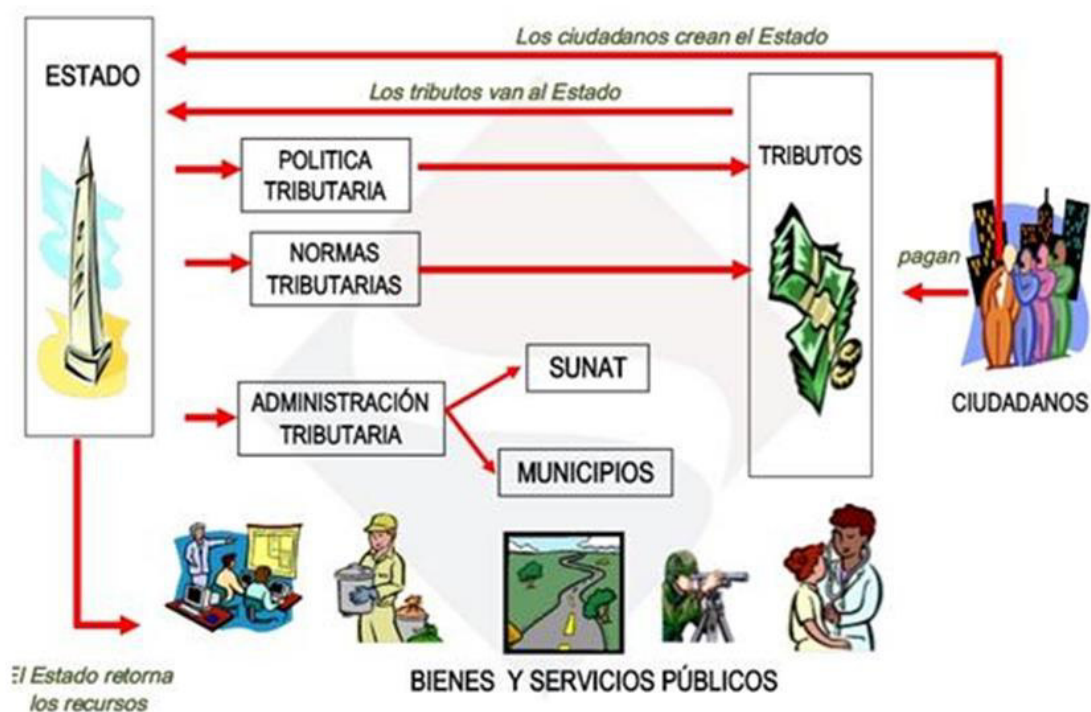 Los ciudadanos crean el Estado
ESTADO
Los tributos van al Estado
POLITICA
TRIBUTARIA
TRIBUTOS
NORMAS
TRIBUTARIAS
pagan
SUNAT
ADMINISTRACIÓN
TRIBUTARIA
CIUDADANOS
MUNICIPIOS
El Estado retorna
los recursos
BIENES Y SERVICIOS PÚBLICOS